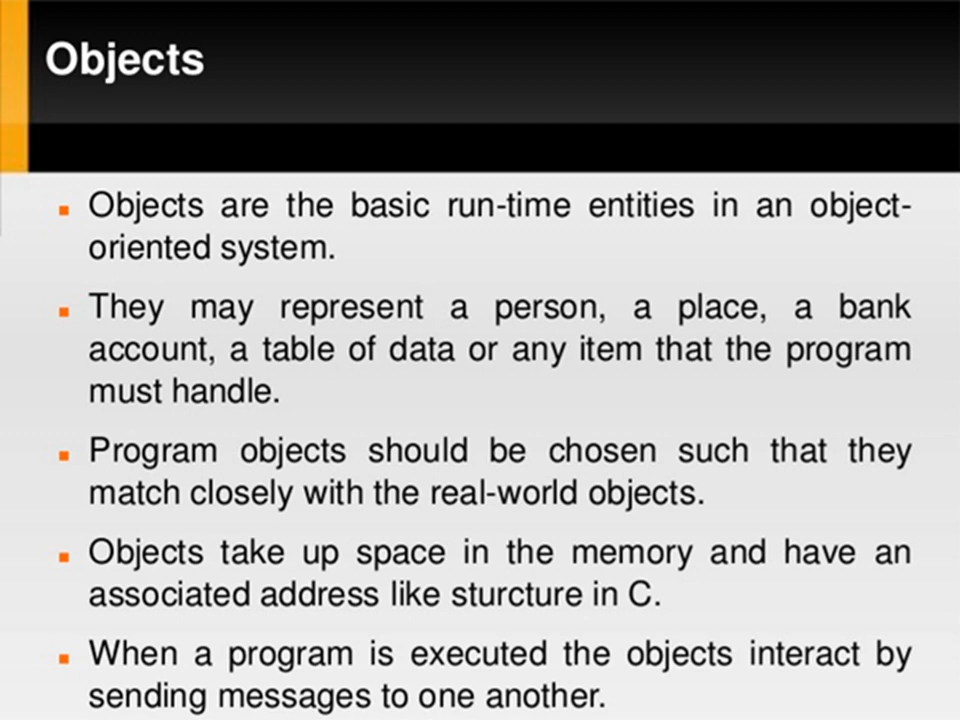 Objects
Objects are the basic run-time entities in an object-
oriented system.
They may represent a person, a place, a bank
account, a table of data or any item that the program
must handle.
Program objects should be chosen such that they
match closely with the real-world objects.
Objects take up space in the memory and have an
associated address like sturcture in C.
When a program is executed the objects interact by
sending messages to one another.